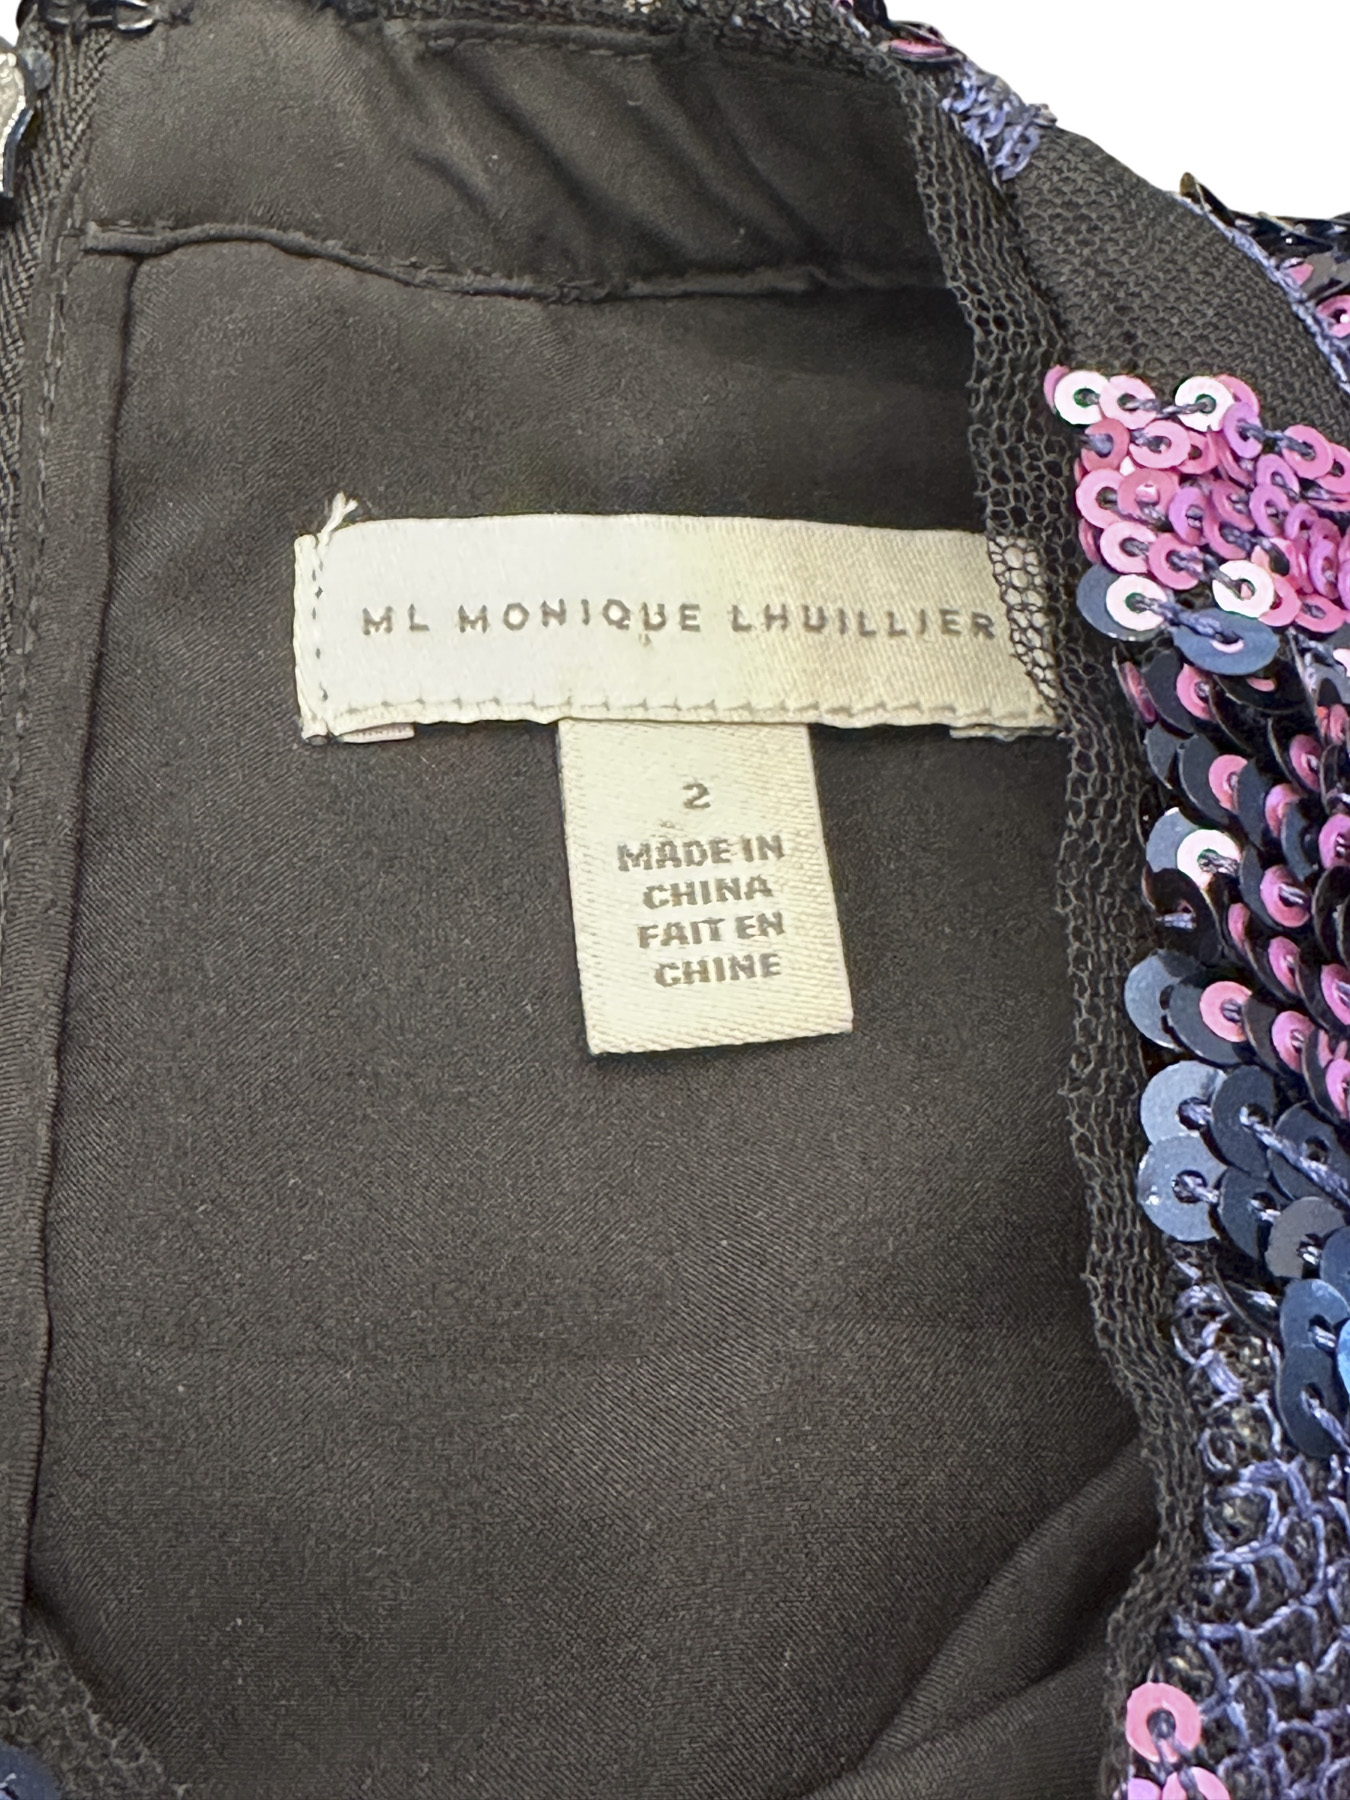 ML MONIQUE LHUILLIER
2
MADE IN
CHINA
FAIT EN
CHINE